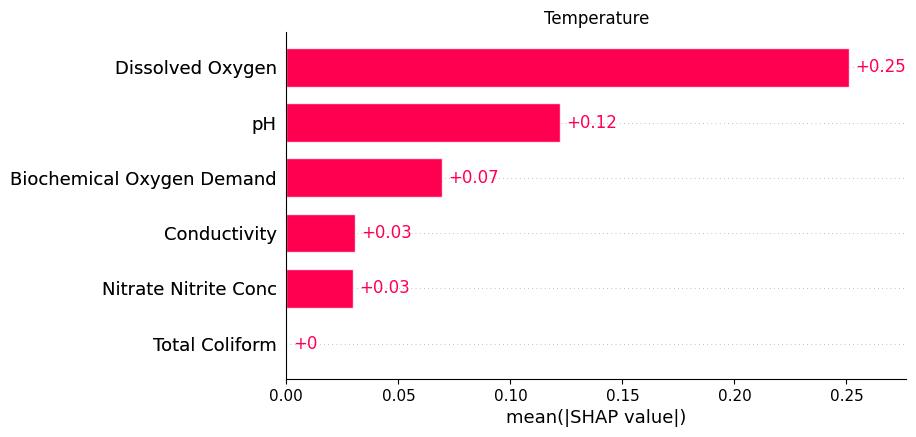 Temperature
Dissolved Oxygen +0.25
pH +0.12
Biochemical Oxygen Demand +0.07
Conductivity +0.03
Nitrate Nitrite Conc +0.03
Total Coliform +0
0.00 0.05 0.10 0.15 0.20 0.25
mean(|SHAP value|)